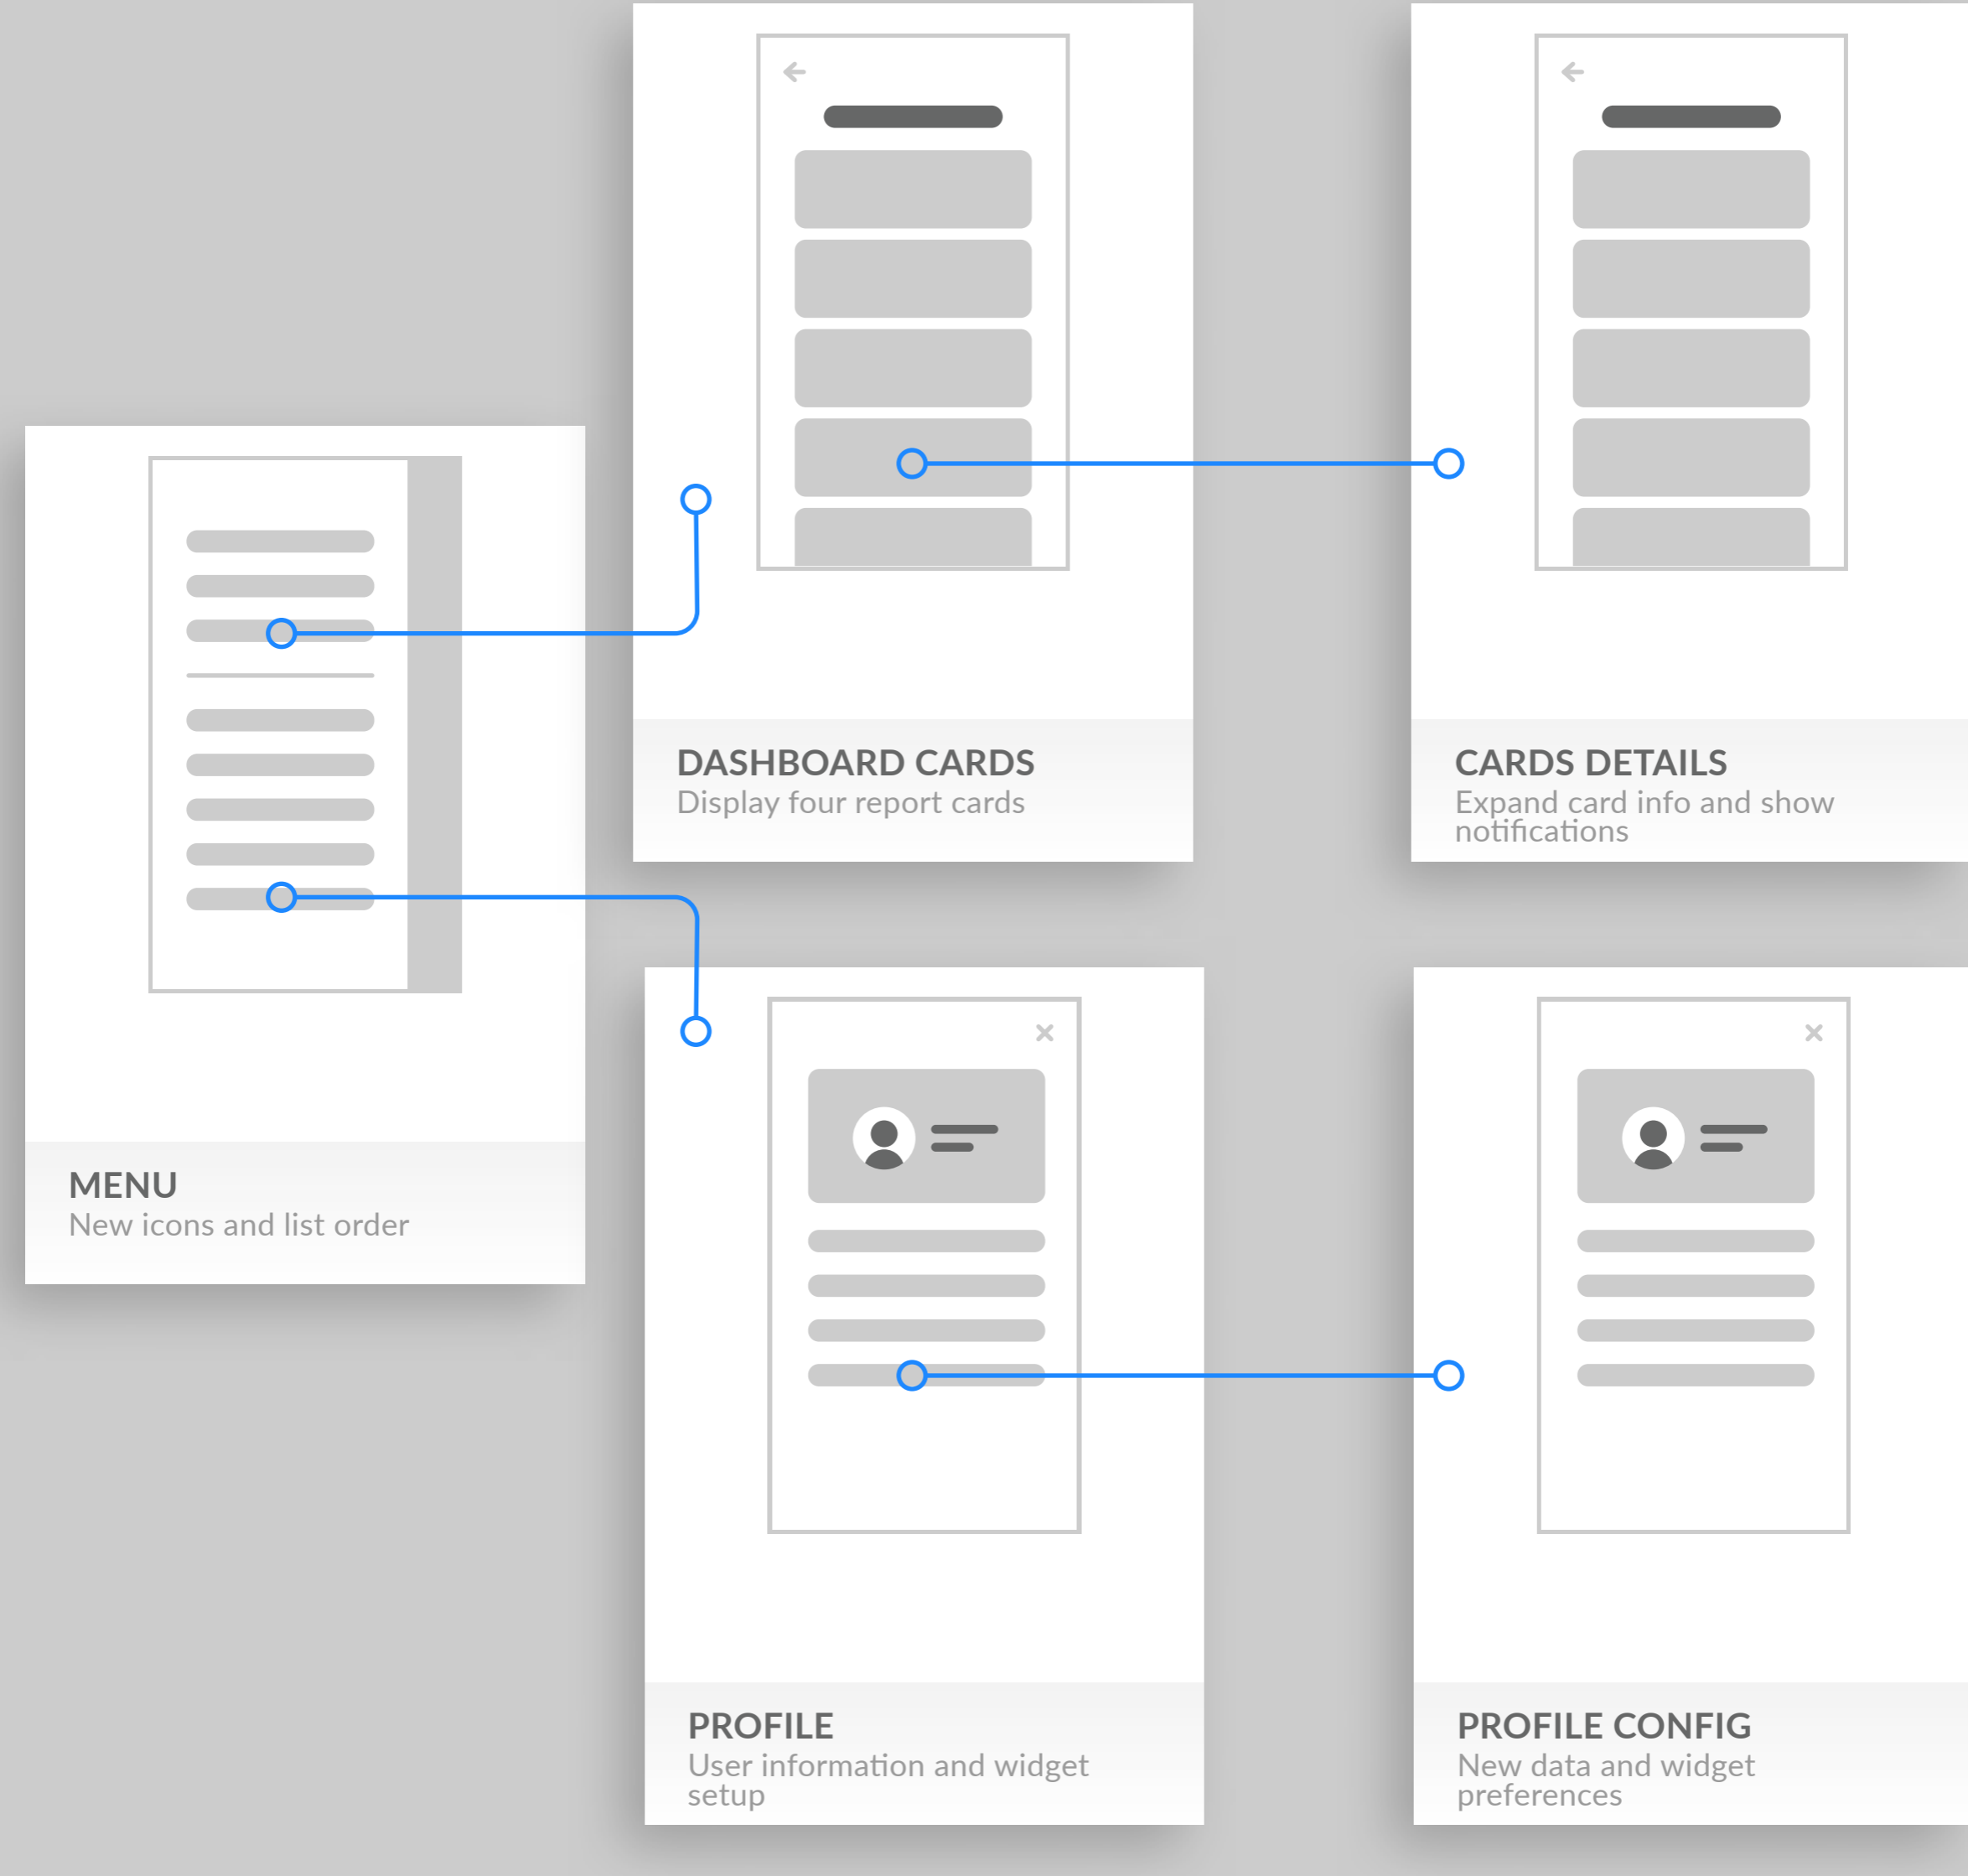 DASHBOARD CARDS
Display four report cards
CARDS DETAILS
Expand card info and show
notifications
MENU
New icons and list order
PROFILE
User information and widget
setup
PROFILE CONFIG
New data and widget
preferences